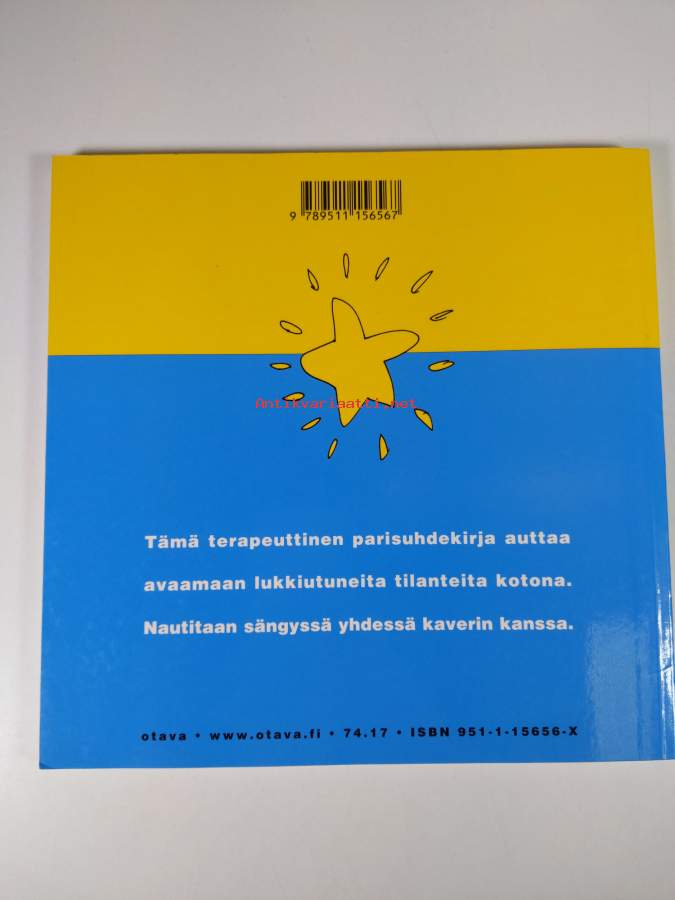 9 789511 156567
Antikvariaatti.net
Tämä terapeuttinen parisuhdekirja auttaa
avaamaan lukkiutuneita tilanteita kotona.
Nautitaan sängyssä yhdessä kaverin kanssa.
otava • www.otava.fi • 74.17 • ISBN 951-1-15656-X